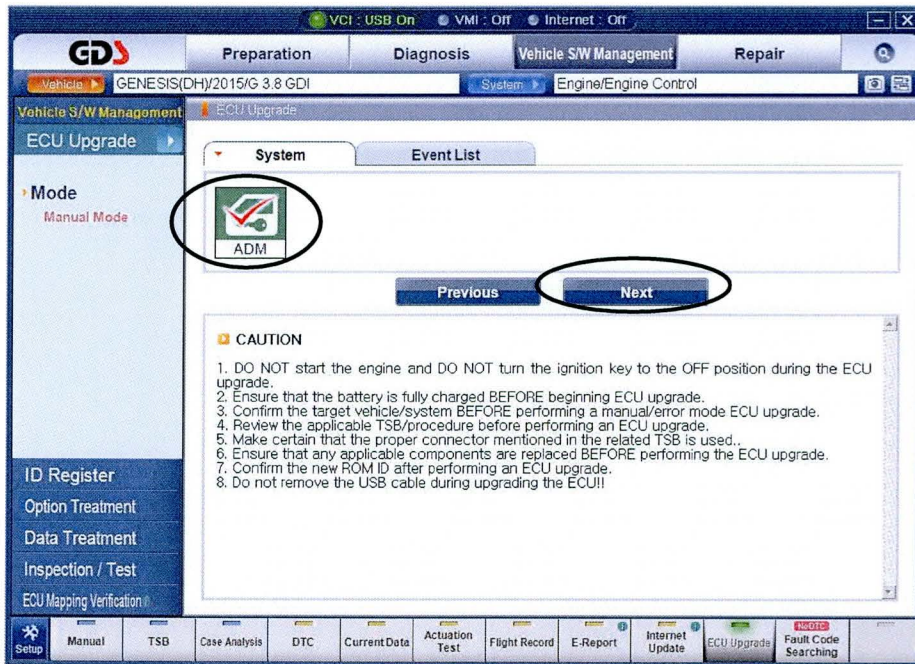 VCI : USB On VMI : Off Internet : Off
GDS Preparation Diagnosis Vehicle S/W Management Repair
Vehicle GENESIS(DH)/2015/G 3.8 GDI System Engine/Engine Control
Vehicle S/W Management
ECU Upgrade
ECU Upgrade
System Event List
Mode
Manual Mode
ADM
Previous Next
CAUTION
1. DO NOT start the engine and DO NOT turn the ignition key to the OFF position during the ECU
upgrade.
2. Ensure that the battery is fully charged BEFORE beginning ECU upgrade.
3. Confirm the target vehicle/system BEFORE performing a manual/error mode ECU upgrade.
4. Review the applicable TSB/procedure before performing an ECU upgrade.
5. Make certain that the proper connector mentioned in the related TSB is used..
6. Ensure that any applicable components are replaced BEFORE performing the ECU upgrade.
7. Confirm the new ROM ID after performing an ECU upgrade.
8. Do not remove the USB cable during upgrading the ECU!!
ID Register
Option Treatment
Data Treatment
Inspection / Test
ECU Mapping Verification
Setup Manual TSB Case Analysis DTC Current Data Actuation Test Flight Record E-Report Internet Update ECU Upgrade NoDTC Fault Code Searching